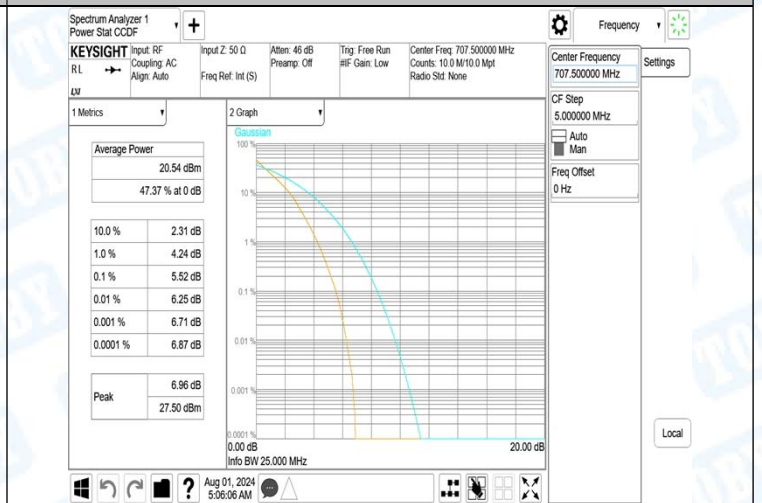 Spectrum Analyzer 1
Power Stat CCDF
+
Frequency
KEYSIGHT
RL
Input: RF
Coupling: AC
Align: Auto
Input Z: 50 Ω
Freq Ref: Int (S)
Atten: 46 dB
Preamp: Off
Trig: Free Run
#IF Gain: Low
Center Freq: 707.500000 MHz
Counts: 10.0 M/10.0 Mpt
Radio Std: None
Center Frequency
707.500000 MHz
Settings
CF Step
5.000000 MHz
Auto
Man
Freq Offset
0 Hz
Local
1 Metrics
Average Power
20.54 dBm
47.37 % at 0 dB
10.0 % 2.31 dB
1.0 % 4.24 dB
0.1 % 5.52 dB
0.01 % 6.25 dB
0.001 % 6.71 dB
0.0001 % 6.87 dB
Peak 6.96 dB
27.50 dBm
2 Graph
Gaussian
100 %
10 %
1 %
0.1 %
0.01 %
0.001 %
0.0001 %
0.00 dB 20.00 dB
Info BW 25.000 MHz
?
Aug 01, 2024
5:06:06 AM